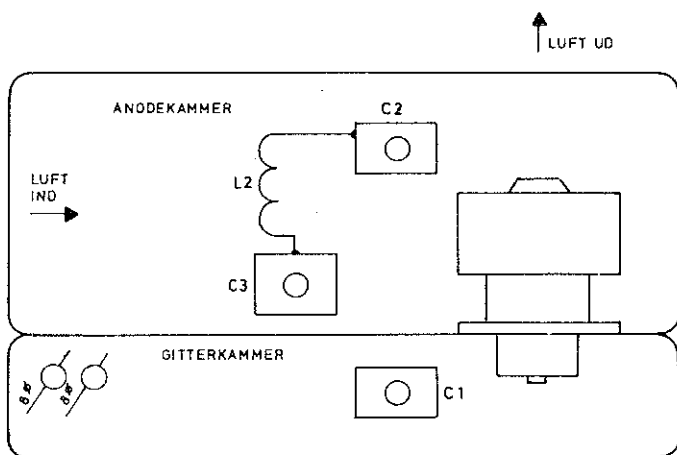 LUFT UD
ANODEKAMMER
C2
LUFT
IND
L2
C3
GITTERKAMMER
8ø
8ø
C1